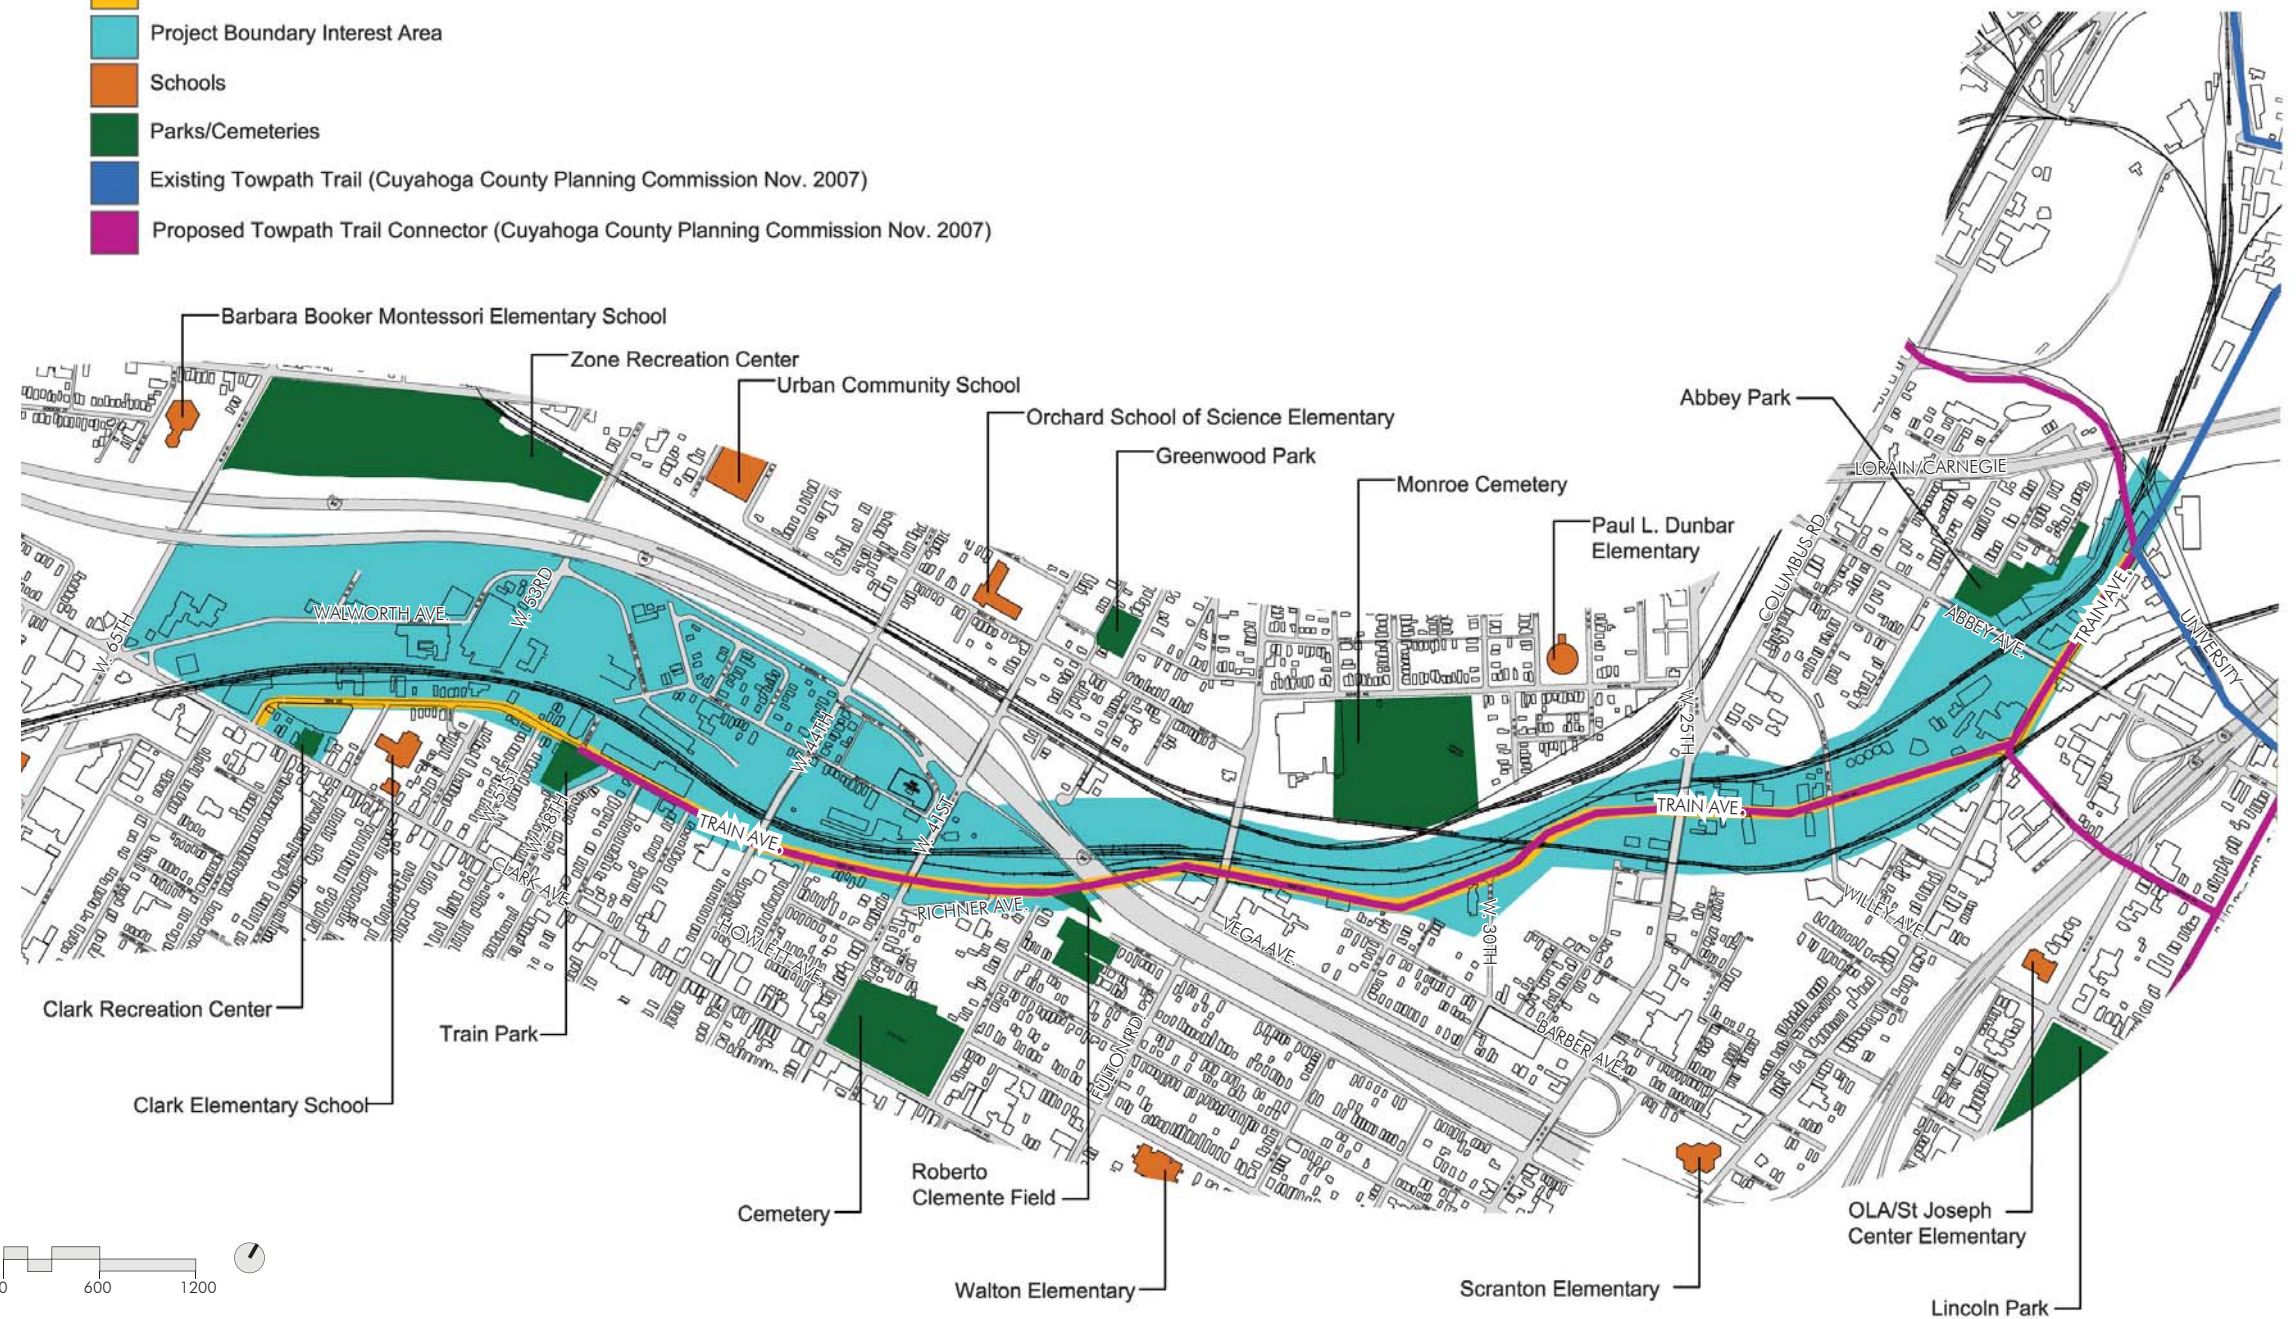 Project Boundary Interest Area
Schools
Parks/Cemeteries
Existing Towpath Trail (Cuyahoga County Planning Commission Nov. 2007)
Proposed Towpath Trail Connector (Cuyahoga County Planning Commission Nov. 2007)
Barbara Booker Montessori Elementary School
Zone Recreation Center
Urban Community School
Orchard School of Science Elementary
Greenwood Park
Monroe Cemetery
Paul L. Dunbar
Elementary
Abbey Park
LORAIN/CARNEGIE
COLUMBUS RD.
TRAIN AVE.
ABBEY AVE.
UNIVERSITY
WALWORTH AVE.
W. 53RD
W. 65TH
W. 44TH
W. 25TH
W. 41ST
TRAIN AVE.
TRAIN AVE.
W. 51ST
W. 48TH
CLARK AVE.
RICHNER AVE.
HOWLETT AVE.
VEGA AVE.
W. 30TH
WILLEY AVE.
BARBER AVE.
FULTON RD.
Clark Recreation Center
Train Park
Clark Elementary School
Cemetery
Roberto
Clemente Field
Walton Elementary
Scranton Elementary
OLA/St Joseph
Center Elementary
Lincoln Park
0 600 1200